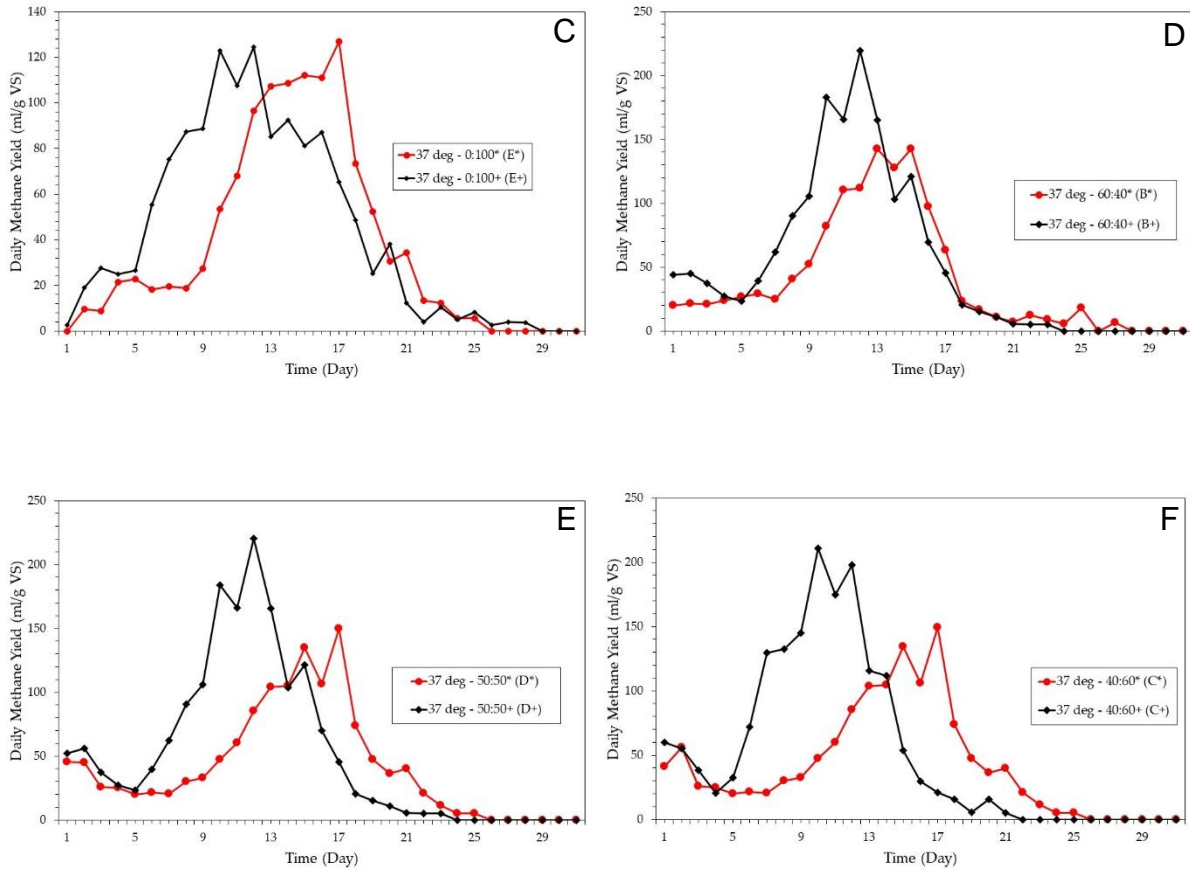 C
Daily Methane Yield (ml/g VS)
140
120
100
80
60
40
20
0
37 deg - 0:100* (E*)
37 deg - 0:100+ (E+)
1 5 9 13 17 21 25 29
Time (Day)
D
Daily Methane Yield (ml/g VS)
250
200
150
100
50
0
37 deg - 60:40* (B*)
37 deg - 60:40+ (B+)
1 5 9 13 17 21 25 29
Time (Day)
E
Daily Methane Yield (ml/g VS)
250
200
150
100
50
0
37 deg - 50:50* (D*)
37 deg - 50:50+ (D+)
1 5 9 13 17 21 25 29
Time (Day)
F
Daily Methane Yield (ml/g VS)
250
200
150
100
50
0
37 deg - 40:60* (C*)
37 deg - 40:60+ (C+)
1 5 9 13 17 21 25 29
Time (Day)